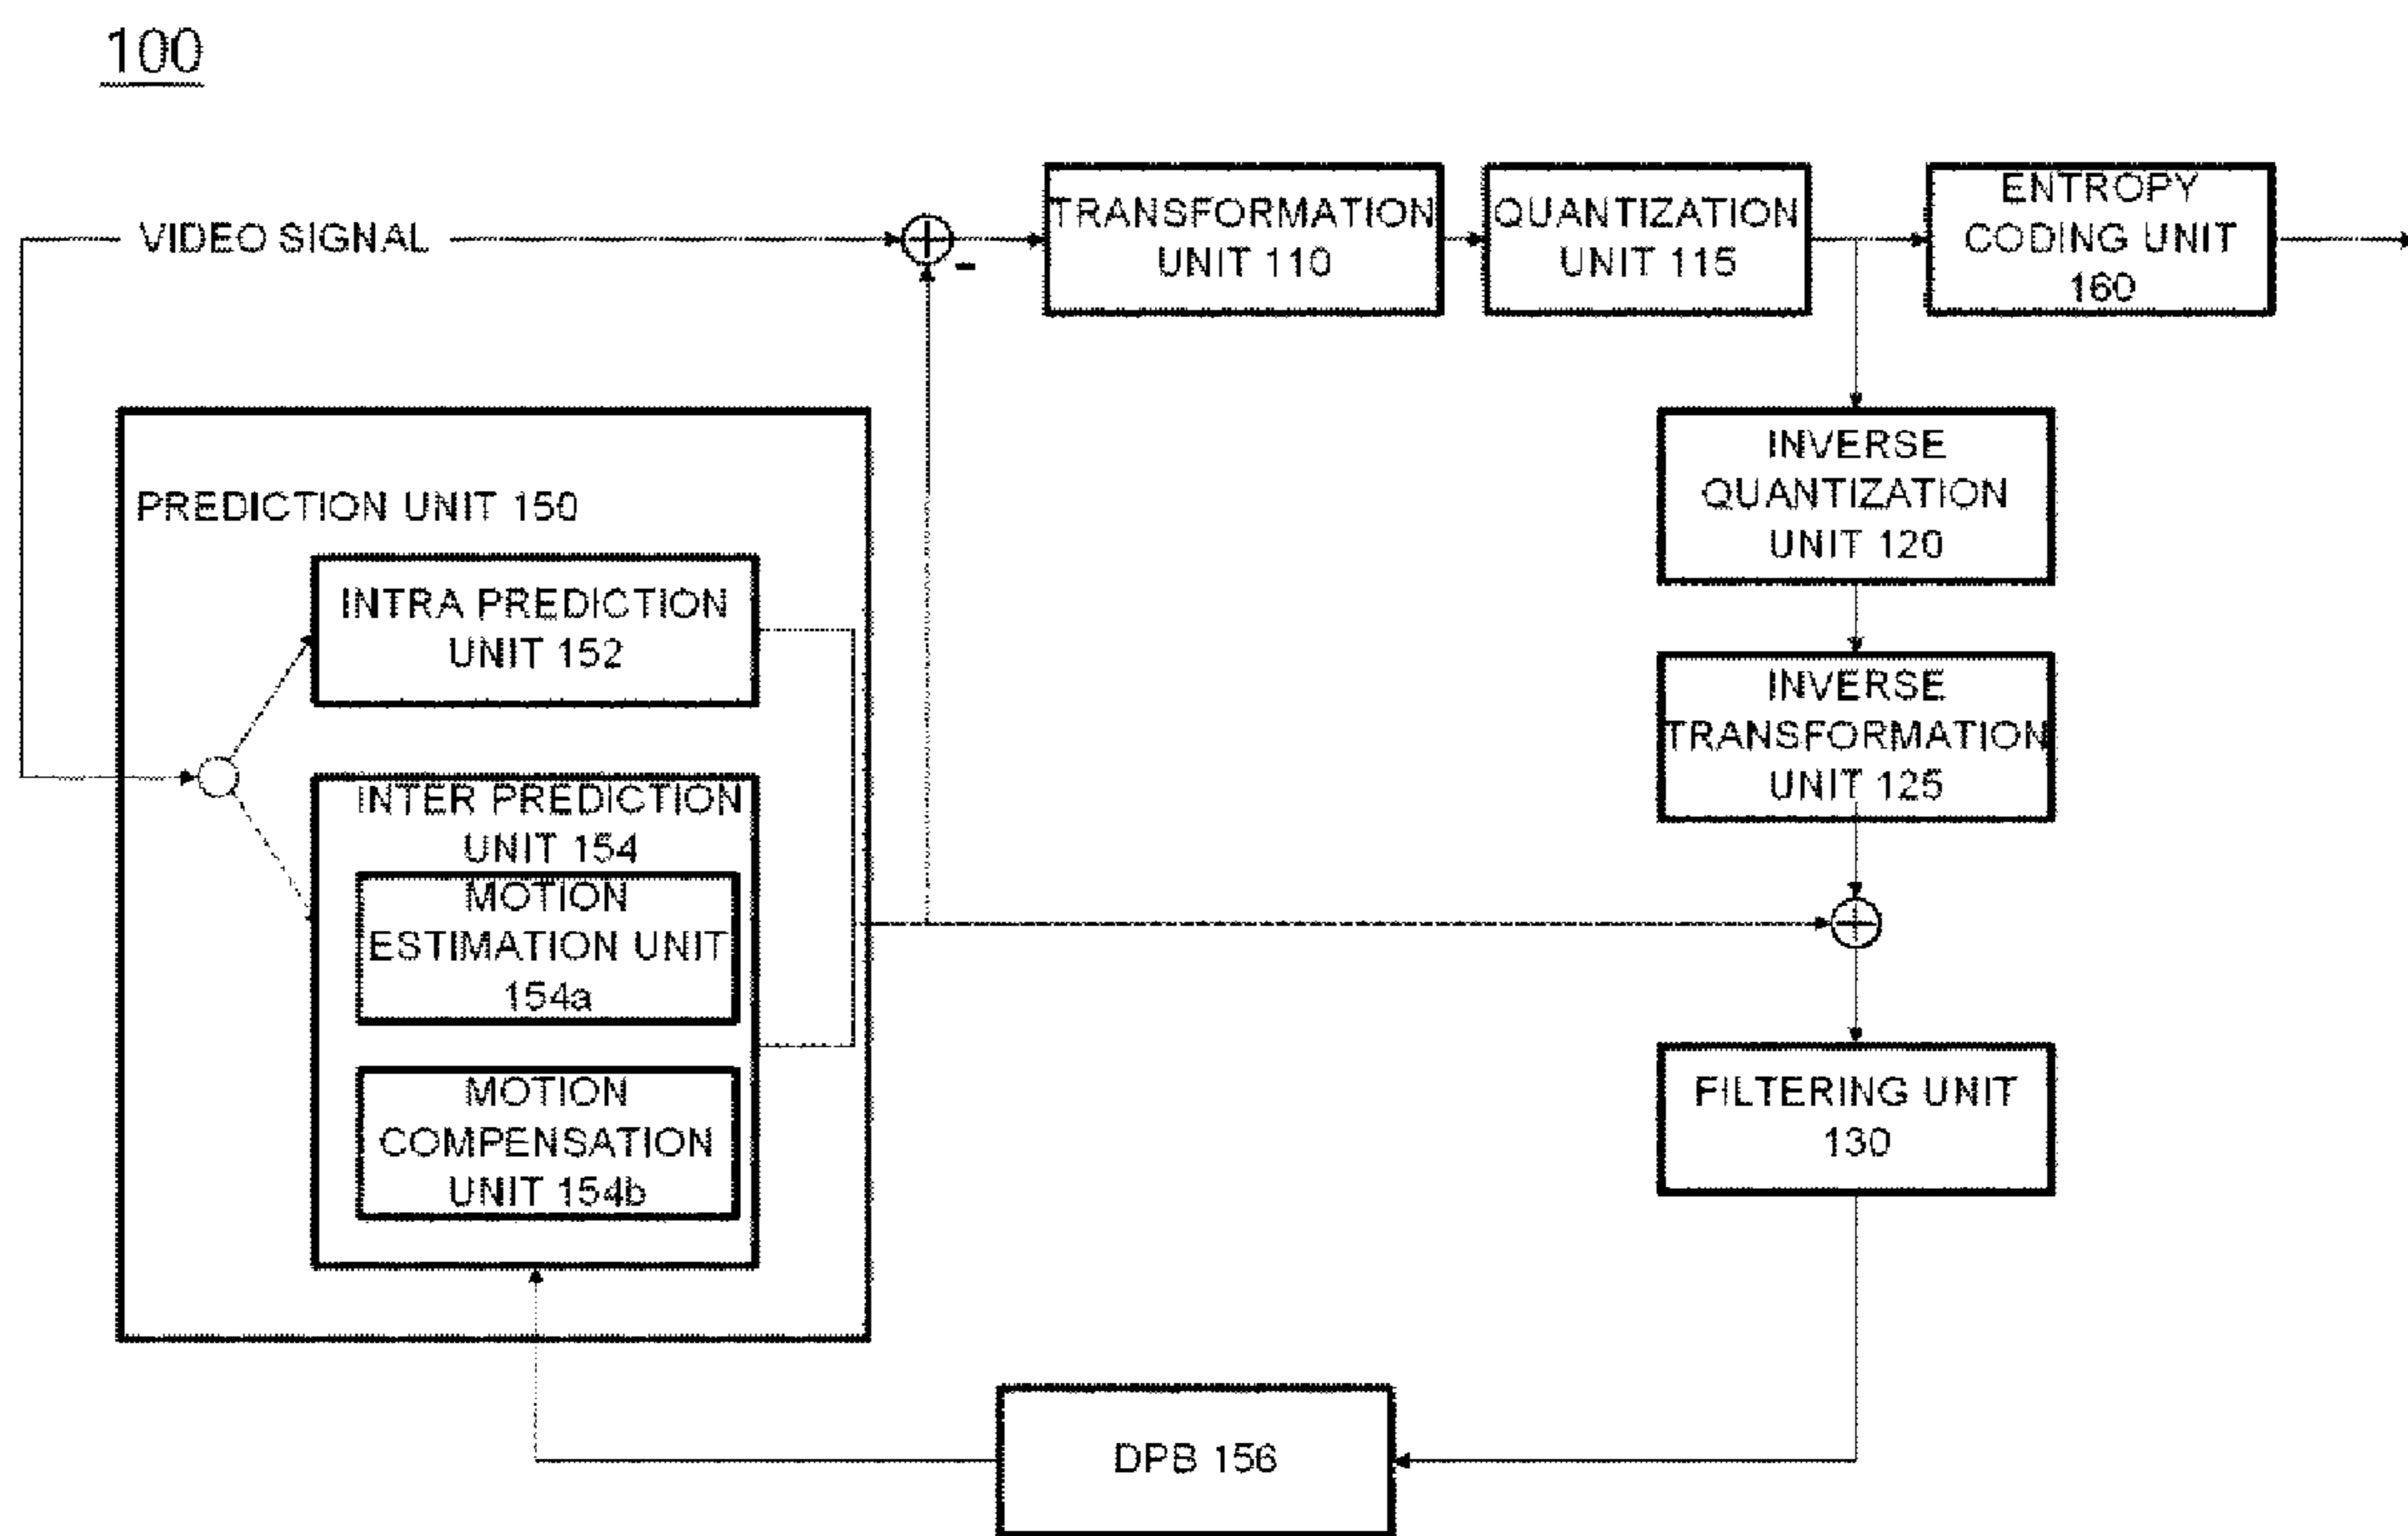 100
VIDEO SIGNAL
TRANSFORMATION
UNIT 110
QUANTIZATION
UNIT 115
ENTROPY
CODING UNIT
160
-
PREDICTION UNIT 150
INTRA PREDICTION
UNIT 152
INTER PREDICTION
UNIT 154
MOTION
ESTIMATION UNIT
154a
MOTION
COMPENSATION
UNIT 154b
INVERSE
QUANTIZATION
UNIT 120
INVERSE
TRANSFORMATION
UNIT 125
FILTERING UNIT
130
DPB 156